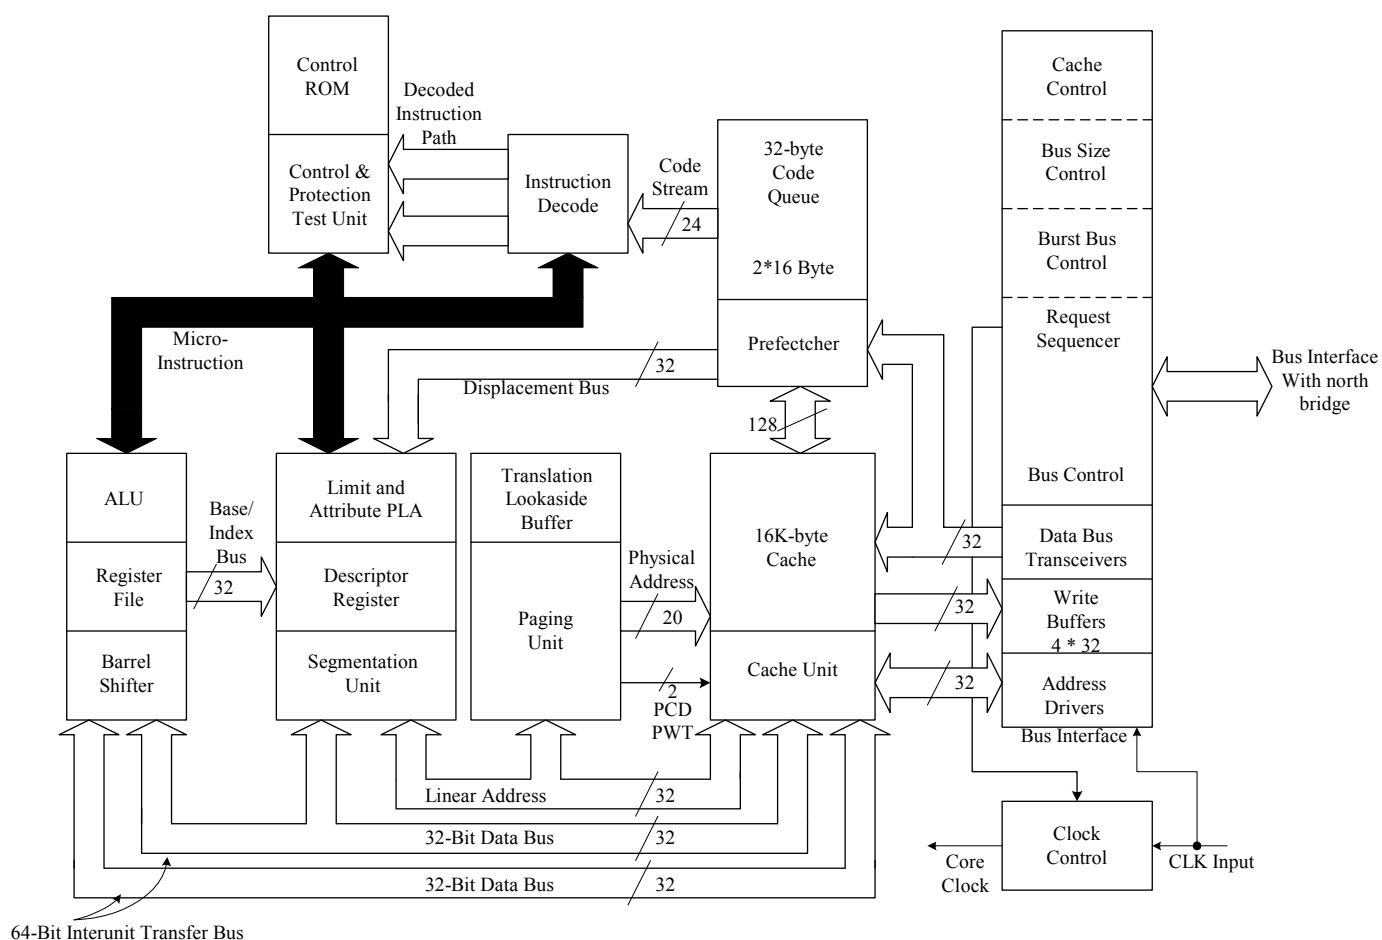 Control
ROM
Control &
Protection
Test Unit
Decoded
Instruction
Path
Instruction
Decode
Code
Stream
24
32-byte
Code
Queue
2*16 Byte
Prefectcher
Cache
Control
Bus Size
Control
Burst Bus
Control
Request
Sequencer
Bus Control
Bus Interface
With north
bridge
Micro-
Instruction
32
Displacement Bus
128
ALU
Register
File
Barrel
Shifter
Base/
Index
Bus
32
Limit and
Attribute PLA
Descriptor
Register
Segmentation
Unit
Translation
Lookaside
Buffer
Paging
Unit
Physical
Address
20
2
PCD
PWT
16K-byte
Cache
Cache Unit
32
32
32
Data Bus
Transceivers
Write
Buffers
4 * 32
Address
Drivers
Bus Interface
Linear Address
32
32-Bit Data Bus
32
32-Bit Data Bus
32
64-Bit Interunit Transfer Bus
Clock
Control
Core
Clock
CLK Input